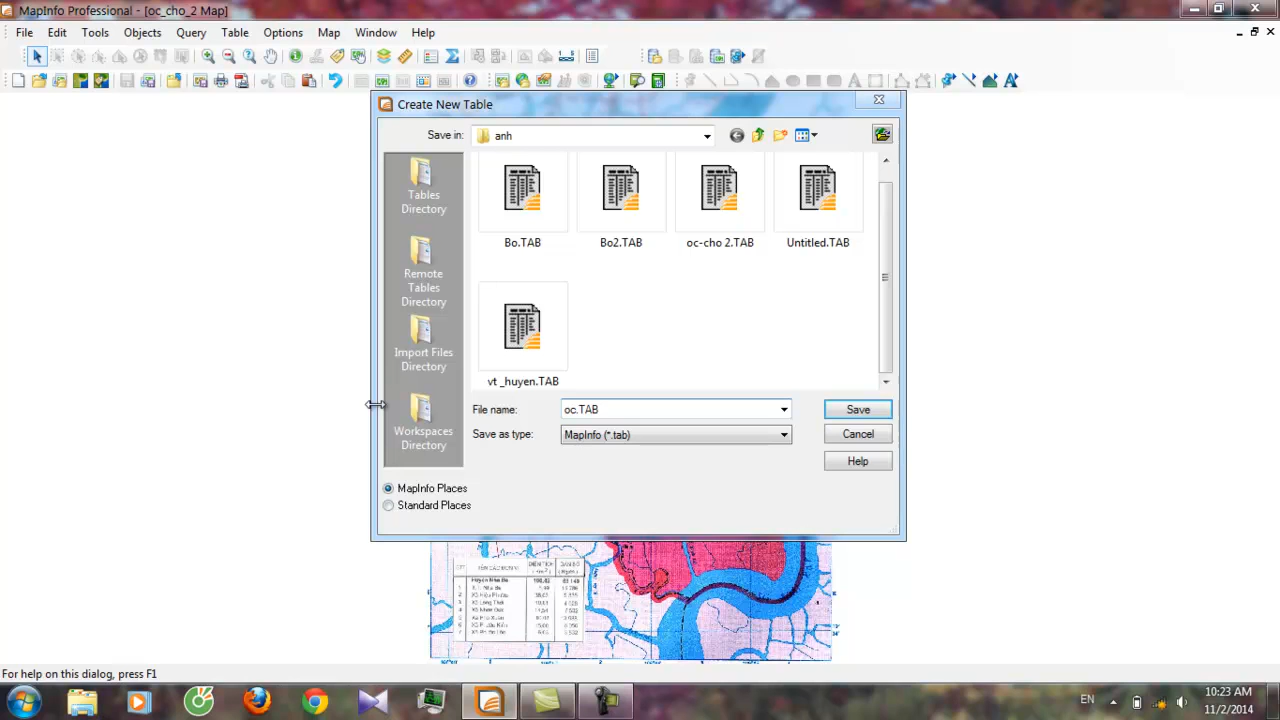 MapInfo Professional - [oc_cho_2 Map]
File Edit Tools Objects Query Table Options Map Window Help
Create New Table
Save in: anh
Tables Directory
Remote Tables Directory
Import Files Directory
Workspaces Directory
Bo.TAB Bo2.TAB oc-cho 2.TAB Untitled.TAB
vt _huyen.TAB
File name: oc.TAB Save
Save as type: MapInfo (*.tab) Cancel
Help
MapInfo Places
Standard Places
For help on this dialog, press F1
EN 10:23 AM
11/2/2014